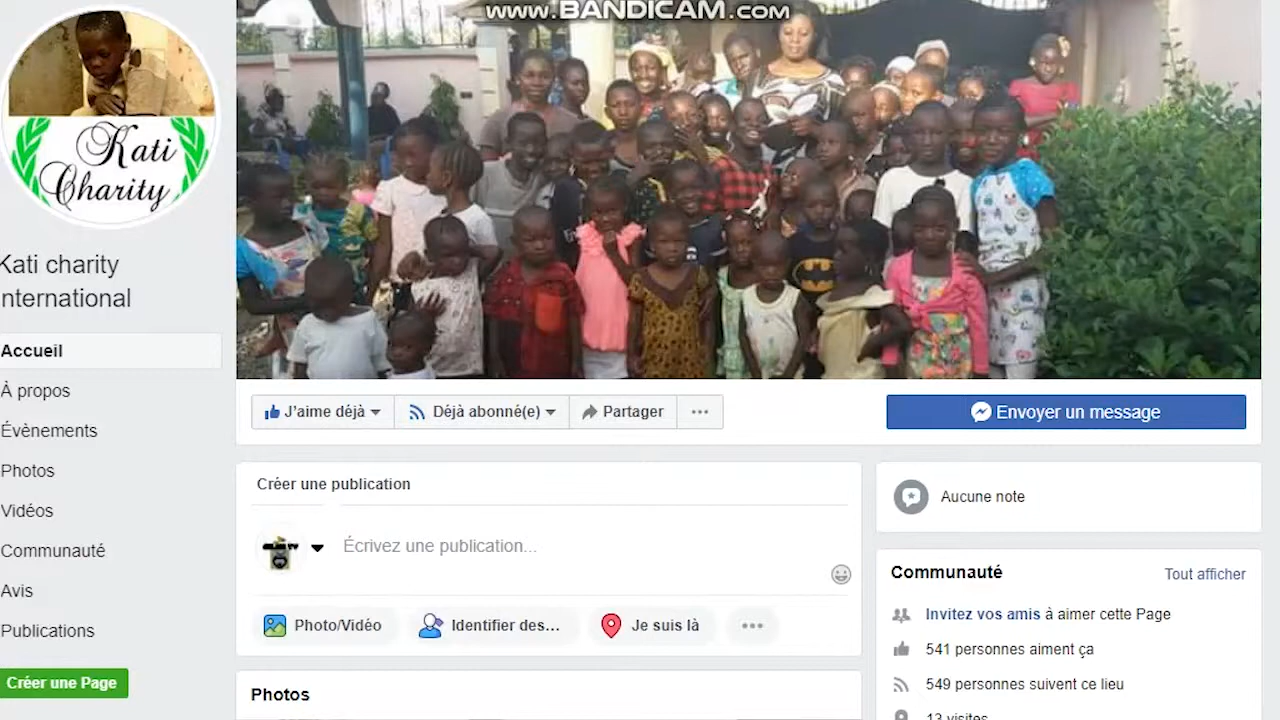 www.BANDICAM.com
Kati
Charity
Kati charity
nternational
Accueil
À propos
Évènements
Photos
Vidéos
Communauté
Avis
Publications
Créer une Page
J'aime déjà
Déjà abonné(e)
Partager
Envoyer un message
Créer une publication
Écrivez une publication...
Photo/Vidéo
Identifier des...
Je suis là
Photos
Aucune note
Communauté
Tout afficher
Invitez vos amis à aimer cette Page
541 personnes aiment ça
549 personnes suivent ce lieu
13 visites